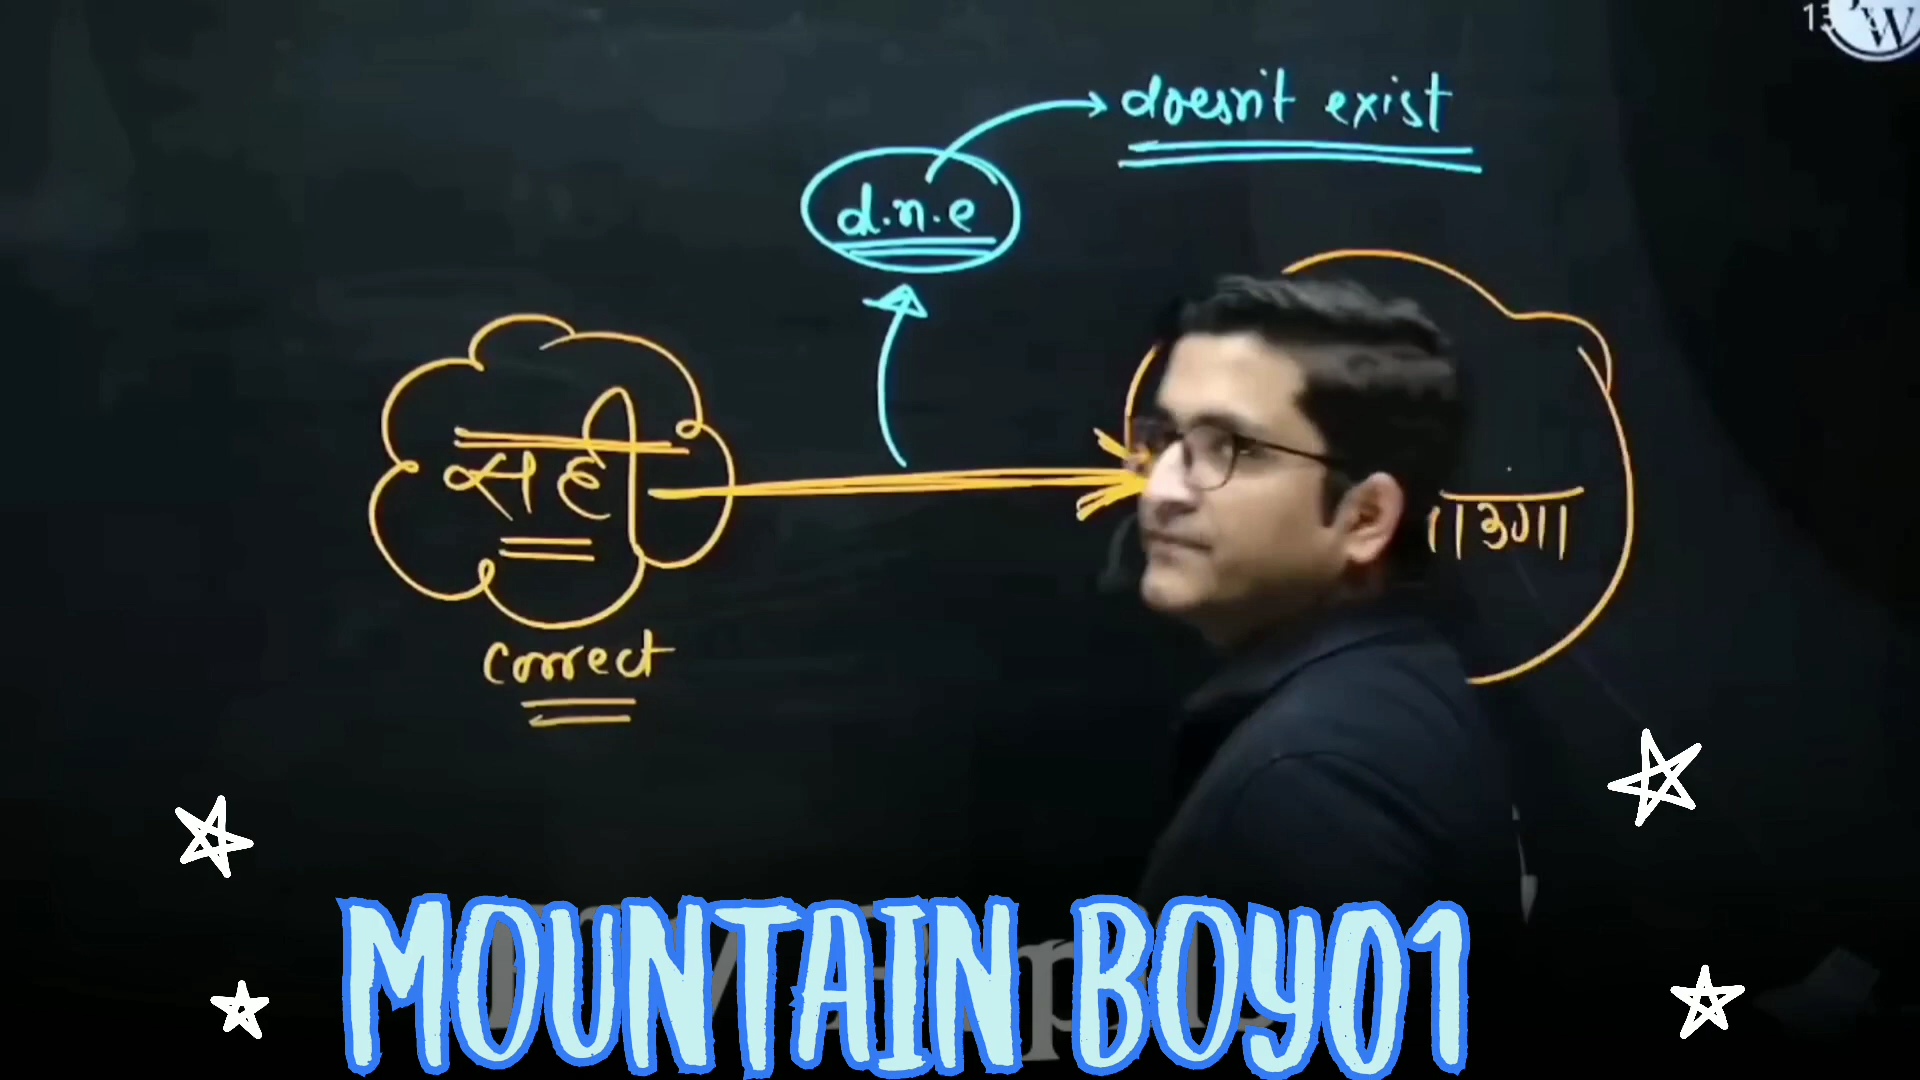 doesn't exist
d.n.e
सही
correct
MOUNTAIN BOY01